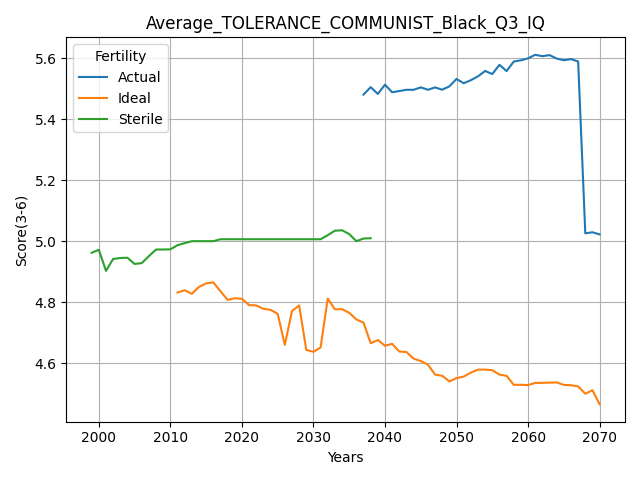 Average_TOLERANCE_COMMUNIST_Black_Q3_IQ
Fertility
Actual
Ideal
Sterile
Score(3-6)
5.6
5.4
5.2
5.0
4.8
4.6
2000 2010 2020 2030 2040 2050 2060 2070
Years